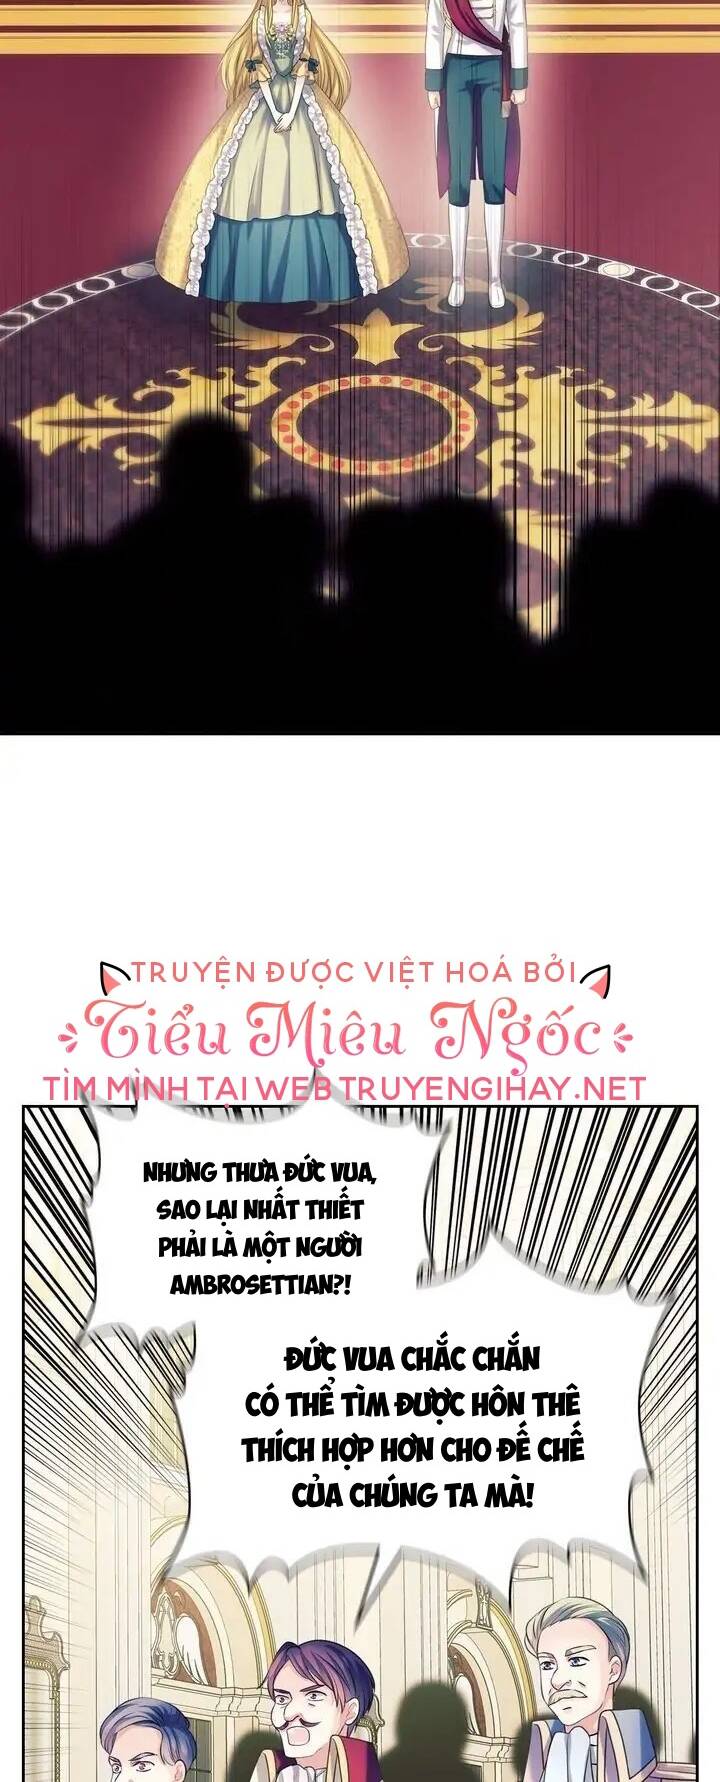 TRUYỆN ĐƯỢC VIỆT HOÁ BỞI
Tiểu Miêu Ngốc
TÌM MÌNH TẠI WEB TRUYENGIHAY.NET
NHƯNG THƯA ĐỨC VUA,
SAO LẠI NHẤT THIẾT
PHẢI LÀ MỘT NGƯỜI
AMBROSETTIAN?!
ĐỨC VUA CHẮC CHẮN
CÓ THỂ TÌM ĐƯỢC HÔN THÊ
THÍCH HỢP HƠN CHO ĐẾ CHẾ
CỦA CHÚNG TA MÀ!